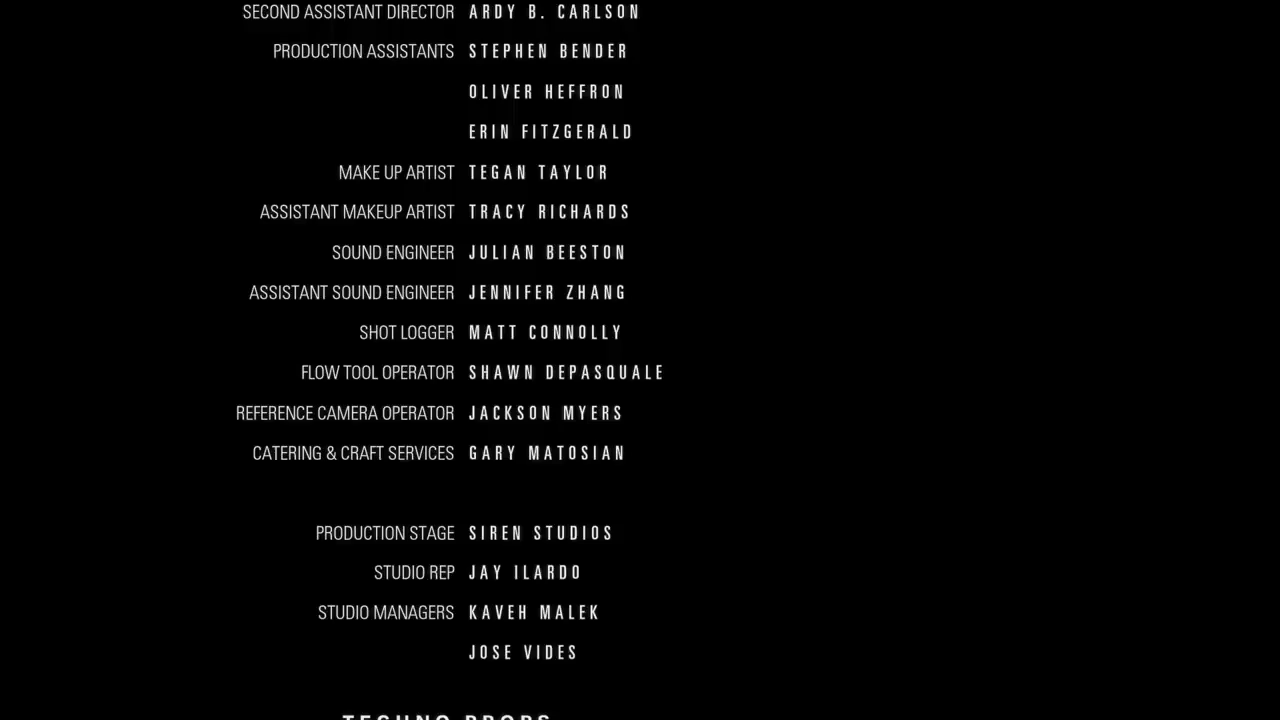 SECOND ASSISTANT DIRECTOR ARDY B. CARLSON
PRODUCTION ASSISTANTS STEPHEN BENDER
OLIVER HEFFRON
ERIN FITZGERALD
MAKE UP ARTIST TEGAN TAYLOR
ASSISTANT MAKEUP ARTIST TRACY RICHARDS
SOUND ENGINEER JULIAN BEESTON
ASSISTANT SOUND ENGINEER JENNIFER ZHANG
SHOT LOGGER MATT CONNOLLY
FLOW TOOL OPERATOR SHAWN DEPASQUALE
REFERENCE CAMERA OPERATOR JACKSON MYERS
CATERING & CRAFT SERVICES GARY MATOSIAN
PRODUCTION STAGE SIREN STUDIOS
STUDIO REP JAY ILARDO
STUDIO MANAGERS KAVEH MALEK
JOSE VIDES
TECHNO PROPS